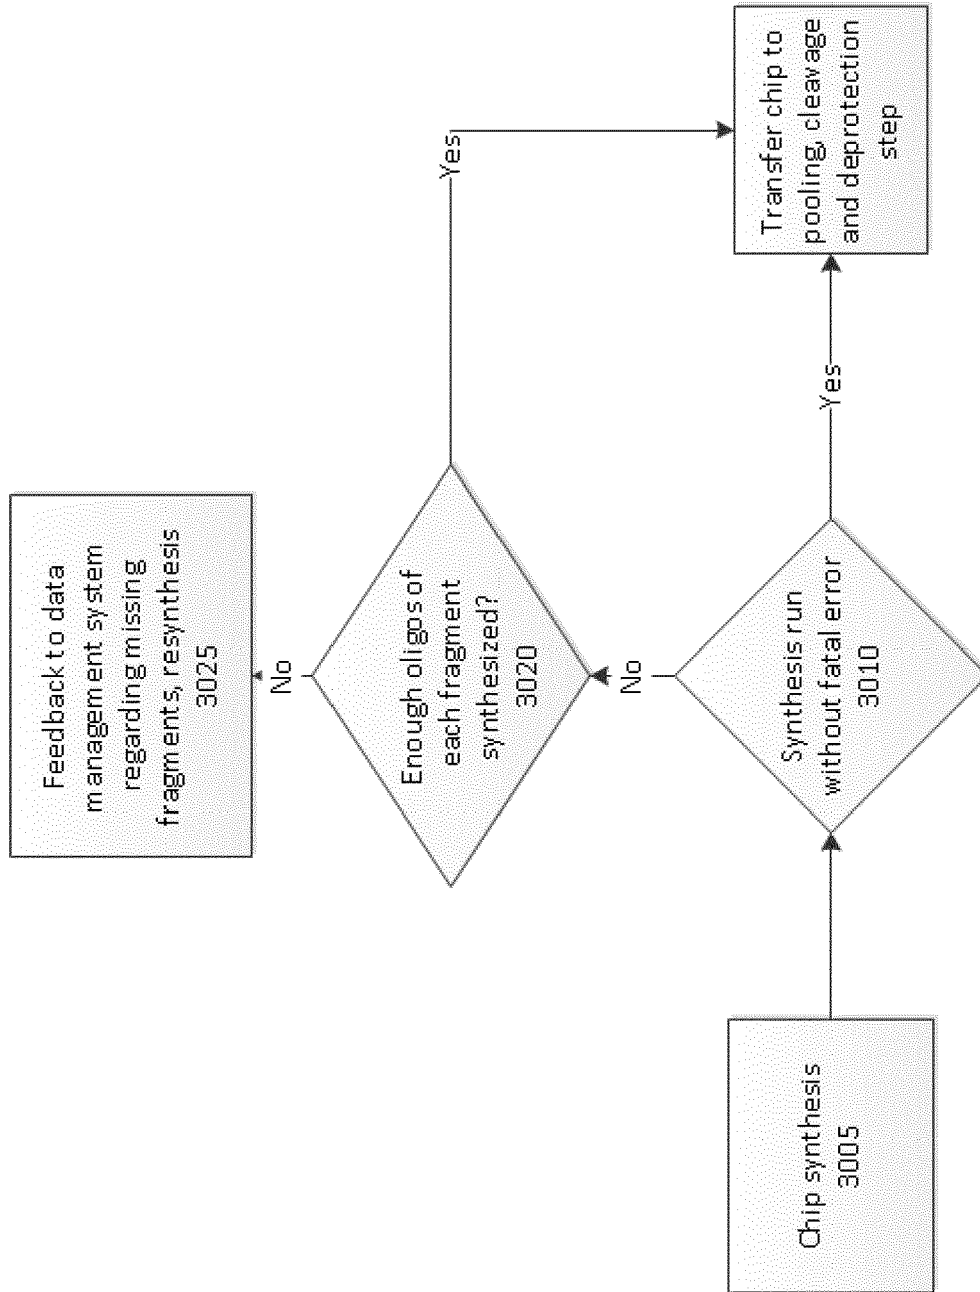 Feedback to data
management system
regarding missing
fragments, resynthesis
3025
No
Enough oligos of
each fragment
synthesized?
3020
Yes
No
Chip synthesis
3005
Synthesis run
without fatal error
3010
Yes
Transfer chip to
pooling, cleavage
and deprotection
step